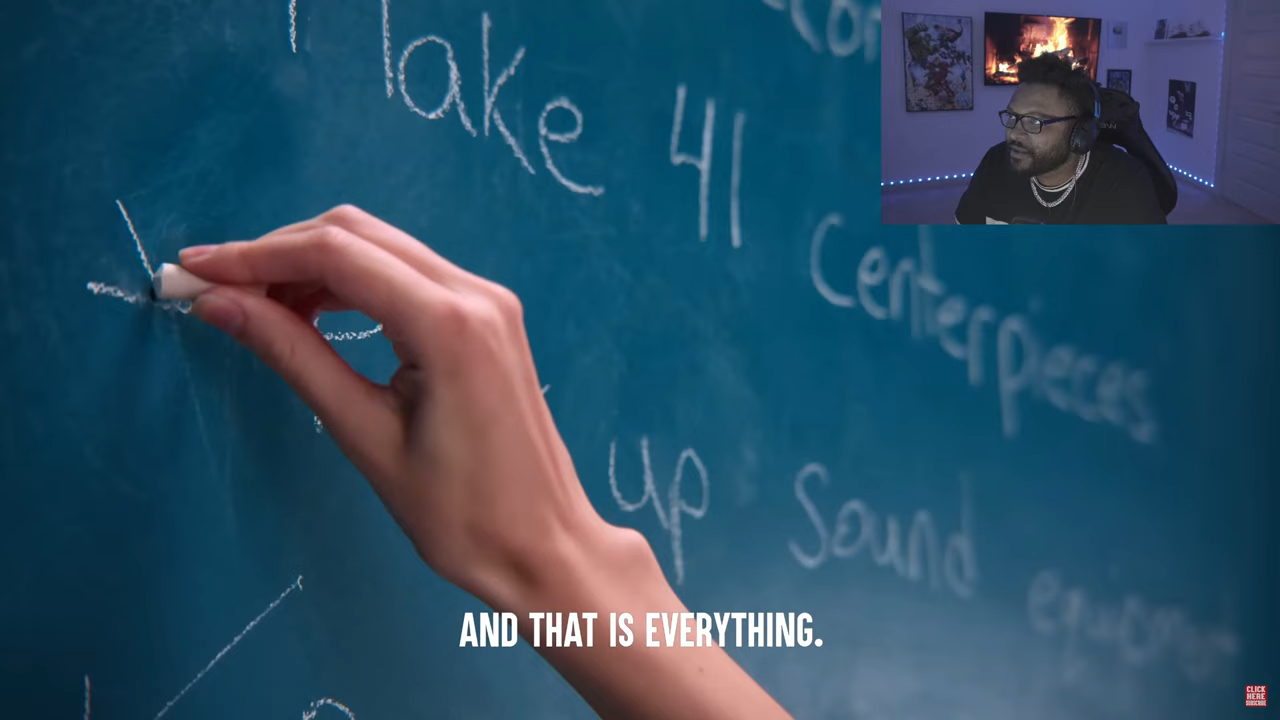 Make 41
Centerpieces
up Sound
AND THAT IS EVERYTHING.
CLICK
HERE
SUBSCRIBE